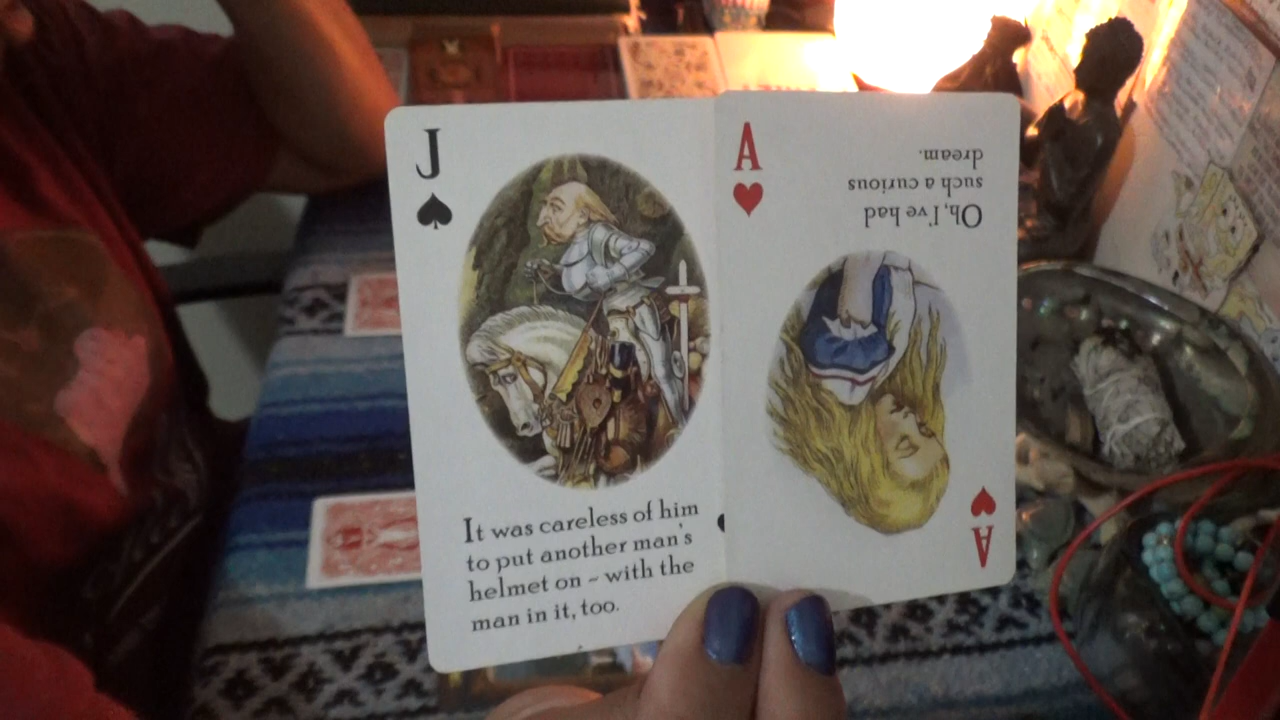 J
It was careless of him
to put another man's
helmet on ~ with the
man in it, too.
A
Oh, I've had
such a curious
dream.
A